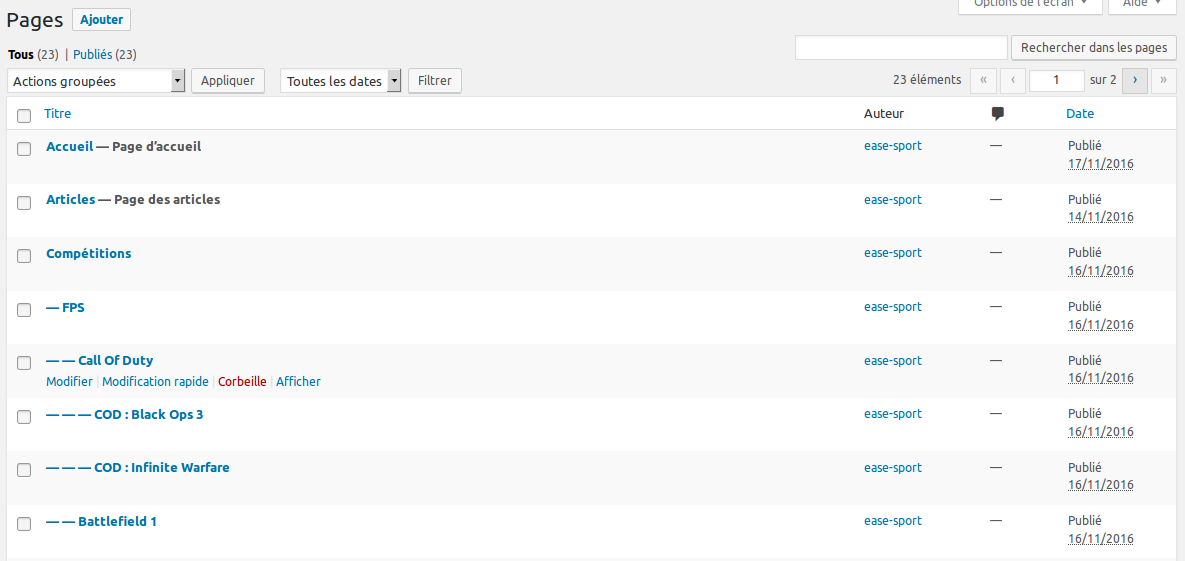 Options de l'écran ▼ Aide ▼
Pages Ajouter
Tous (23) | Publiés (23)
Rechercher dans les pages
Actions groupées Appliquer Toutes les dates Filtrer 23 éléments « ‹ 1 sur 2 › »
Titre Auteur Date
Accueil — Page d’accueil ease-sport — Publié
17/11/2016
Articles — Page des articles ease-sport — Publié
14/11/2016
Compétitions ease-sport — Publié
16/11/2016
— FPS ease-sport — Publié
16/11/2016
— — Call Of Duty ease-sport — Publié
Modifier | Modification rapide | Corbeille | Afficher 16/11/2016
— — — COD : Black Ops 3 ease-sport — Publié
16/11/2016
— — — COD : Infinite Warfare ease-sport — Publié
16/11/2016
— — Battlefield 1 ease-sport — Publié
16/11/2016